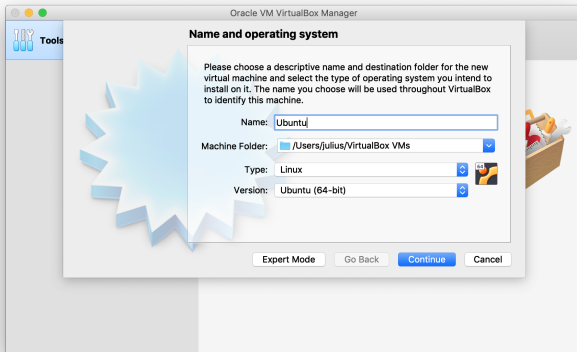 Oracle VM VirtualBox Manager
Tools
Name and operating system
Please choose a descriptive name and destination folder for the new
virtual machine and select the type of operating system you intend to
install on it. The name you choose will be used throughout VirtualBox
to identify this machine.
Name: Ubuntu
Machine Folder: /Users/julius/VirtualBox VMs
Type: Linux
64
Version: Ubuntu (64-bit)
Expert Mode Go Back Continue Cancel